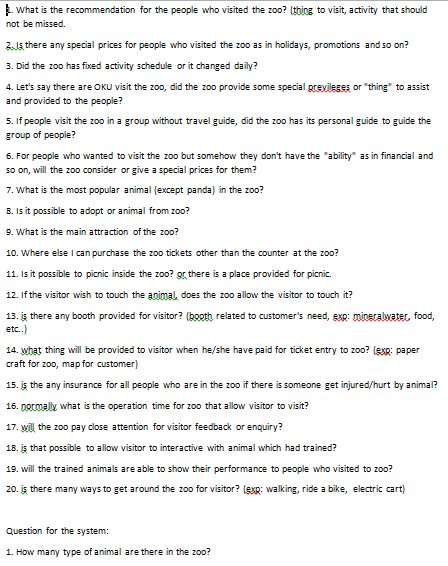 1. What is the recommendation for the people who visited the zoo? (thing to visit, activity that should
not be missed.
2. Is there any special prices for people who visited the zoo as in holidays, promotions and so on?
3. Did the zoo has fixed activity schedule or it changed daily?
4. Let's say there are OKU visit the zoo, did the zoo provide some special previleges or "thing" to assist
and provided to the people?
5. If people visit the zoo in a group without travel guide, did the zoo has its personal guide to guide the
group of people?
6. For people who wanted to visit the zoo but somehow they don't have the "ability" as in financial and
so on, will the zoo consider or give a special prices for them?
7. What is the most popular animal (except panda) in the zoo?
8. Is it possible to adopt or animal from zoo?
9. What is the main attraction of the zoo?
10. Where else I can purchase the zoo tickets other than the counter at the zoo?
11. Is it possible to picnic inside the zoo? or there is a place provided for picnic.
12. If the visitor wish to touch the animal, does the zoo allow the visitor to touch it?
13. is there any booth provided for visitor? (booth related to customer's need, exp: mineralwater, food,
etc..)
14. what thing will be provided to visitor when he/she have paid for ticket entry to zoo? (exp: paper
craft for zoo, map for customer)
15. is the any insurance for all people who are in the zoo if there is someone get injured/hurt by animal?
16. normally what is the operation time for zoo that allow visitor to visit?
17. will the zoo pay close attention for visitor feedback or enquiry?
18. is that possible to allow visitor to interactive with animal which had trained?
19. will the trained animals are able to show their performance to people who visited to zoo?
20. is there many ways to get around the zoo for visitor? (exp: walking, ride a bike, electric cart)
Question for the system:
1. How many type of animal are there in the zoo?